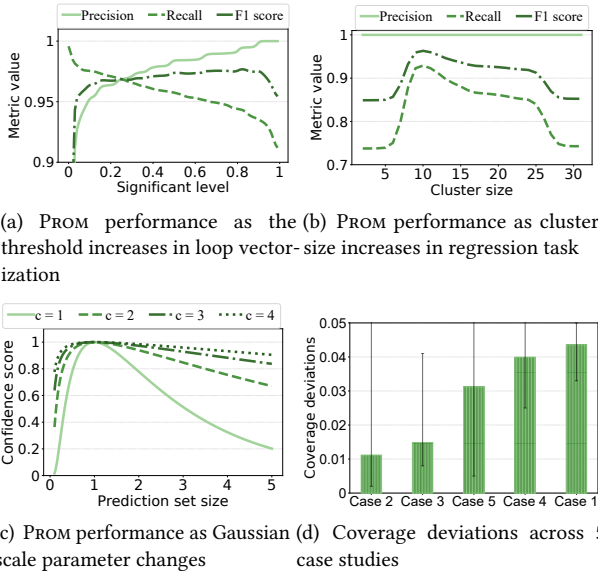 Precision Recall F1 score
1
0.95
0.9
Metric value
0 0.2 0.4 0.6 0.8 1
Significant level
(a) Prom performance as the threshold increases in loop vector-
ization
Precision Recall F1 score
1
0.9
0.8
0.7
Metric value
5 10 15 20 25 30
Cluster size
(b) Prom performance as cluster
size increases in regression task
c = 1 c = 2 c = 3 c = 4
1
0.8
0.6
0.4
0.2
0
Confidence score
0 1 2 3 4 5
Prediction set size
c) Prom performance as Gaussian
scale parameter changes
0.05
0.04
0.03
0.02
0.01
0
Coverage deviations
Case 2 Case 3 Case 5 Case 4 Case 1
(d) Coverage deviations across
case studies